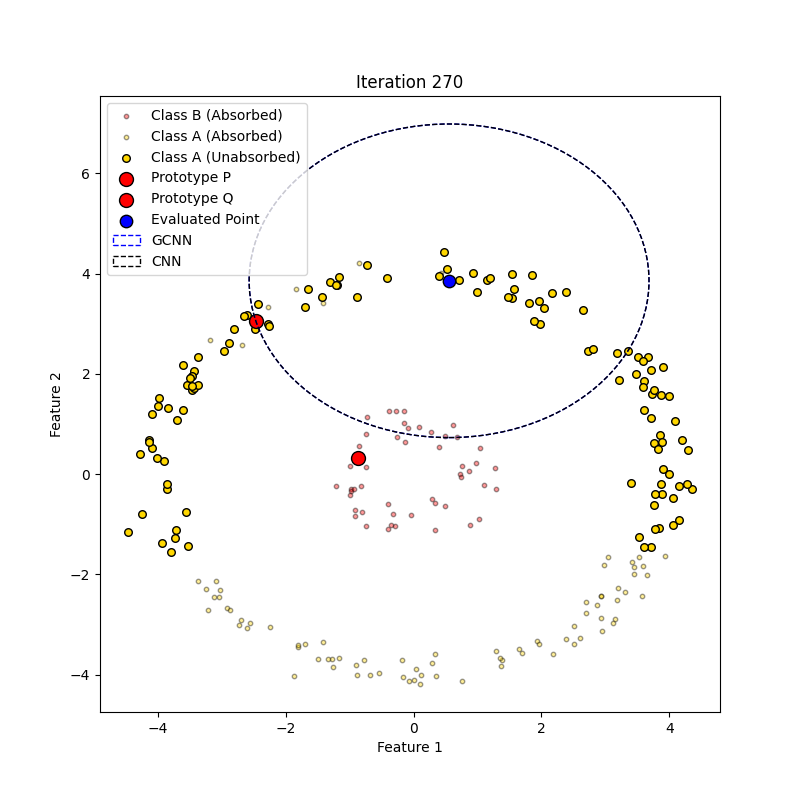 Iteration 270
Class B (Absorbed)
Class A (Absorbed)
Class A (Unabsorbed)
Prototype P
Prototype Q
Evaluated Point
GCNN
CNN
Feature 2
6
4
2
0
−2
−4
−4
−2
0
2
4
Feature 1